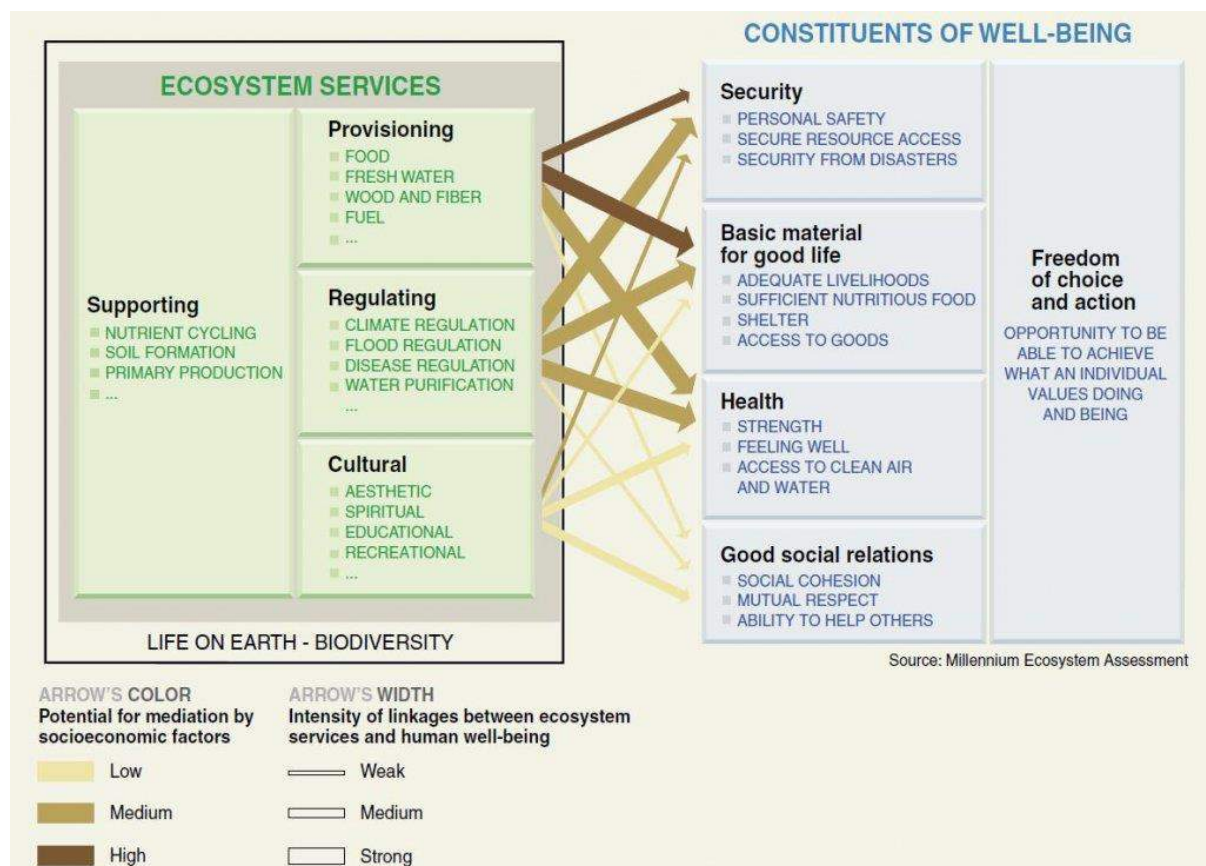 CONSTITUENTS OF WELL-BEING
ECOSYSTEM SERVICES
Supporting
NUTRIENT CYCLING
SOIL FORMATION
PRIMARY PRODUCTION
...
Provisioning
FOOD
FRESH WATER
WOOD AND FIBER
FUEL
...
Regulating
CLIMATE REGULATION
FLOOD REGULATION
DISEASE REGULATION
WATER PURIFICATION
...
Cultural
AESTHETIC
SPIRITUAL
EDUCATIONAL
RECREATIONAL
...
LIFE ON EARTH - BIODIVERSITY
Security
PERSONAL SAFETY
SECURE RESOURCE ACCESS
SECURITY FROM DISASTERS
Basic material
for good life
ADEQUATE LIVELIHOODS
SUFFICIENT NUTRITIOUS FOOD
SHELTER
ACCESS TO GOODS
Health
STRENGTH
FEELING WELL
ACCESS TO CLEAN AIR
AND WATER
Good social relations
SOCIAL COHESION
MUTUAL RESPECT
ABILITY TO HELP OTHERS
Freedom
of choice
and action
OPPORTUNITY TO BE
ABLE TO ACHIEVE
WHAT AN INDIVIDUAL
VALUES DOING
AND BEING
Source: Millennium Ecosystem Assessment
ARROW'S COLOR
Potential for mediation by
socioeconomic factors
Low
Medium
High
ARROW'S WIDTH
Intensity of linkages between ecosystem
services and human well-being
Weak
Medium
Strong